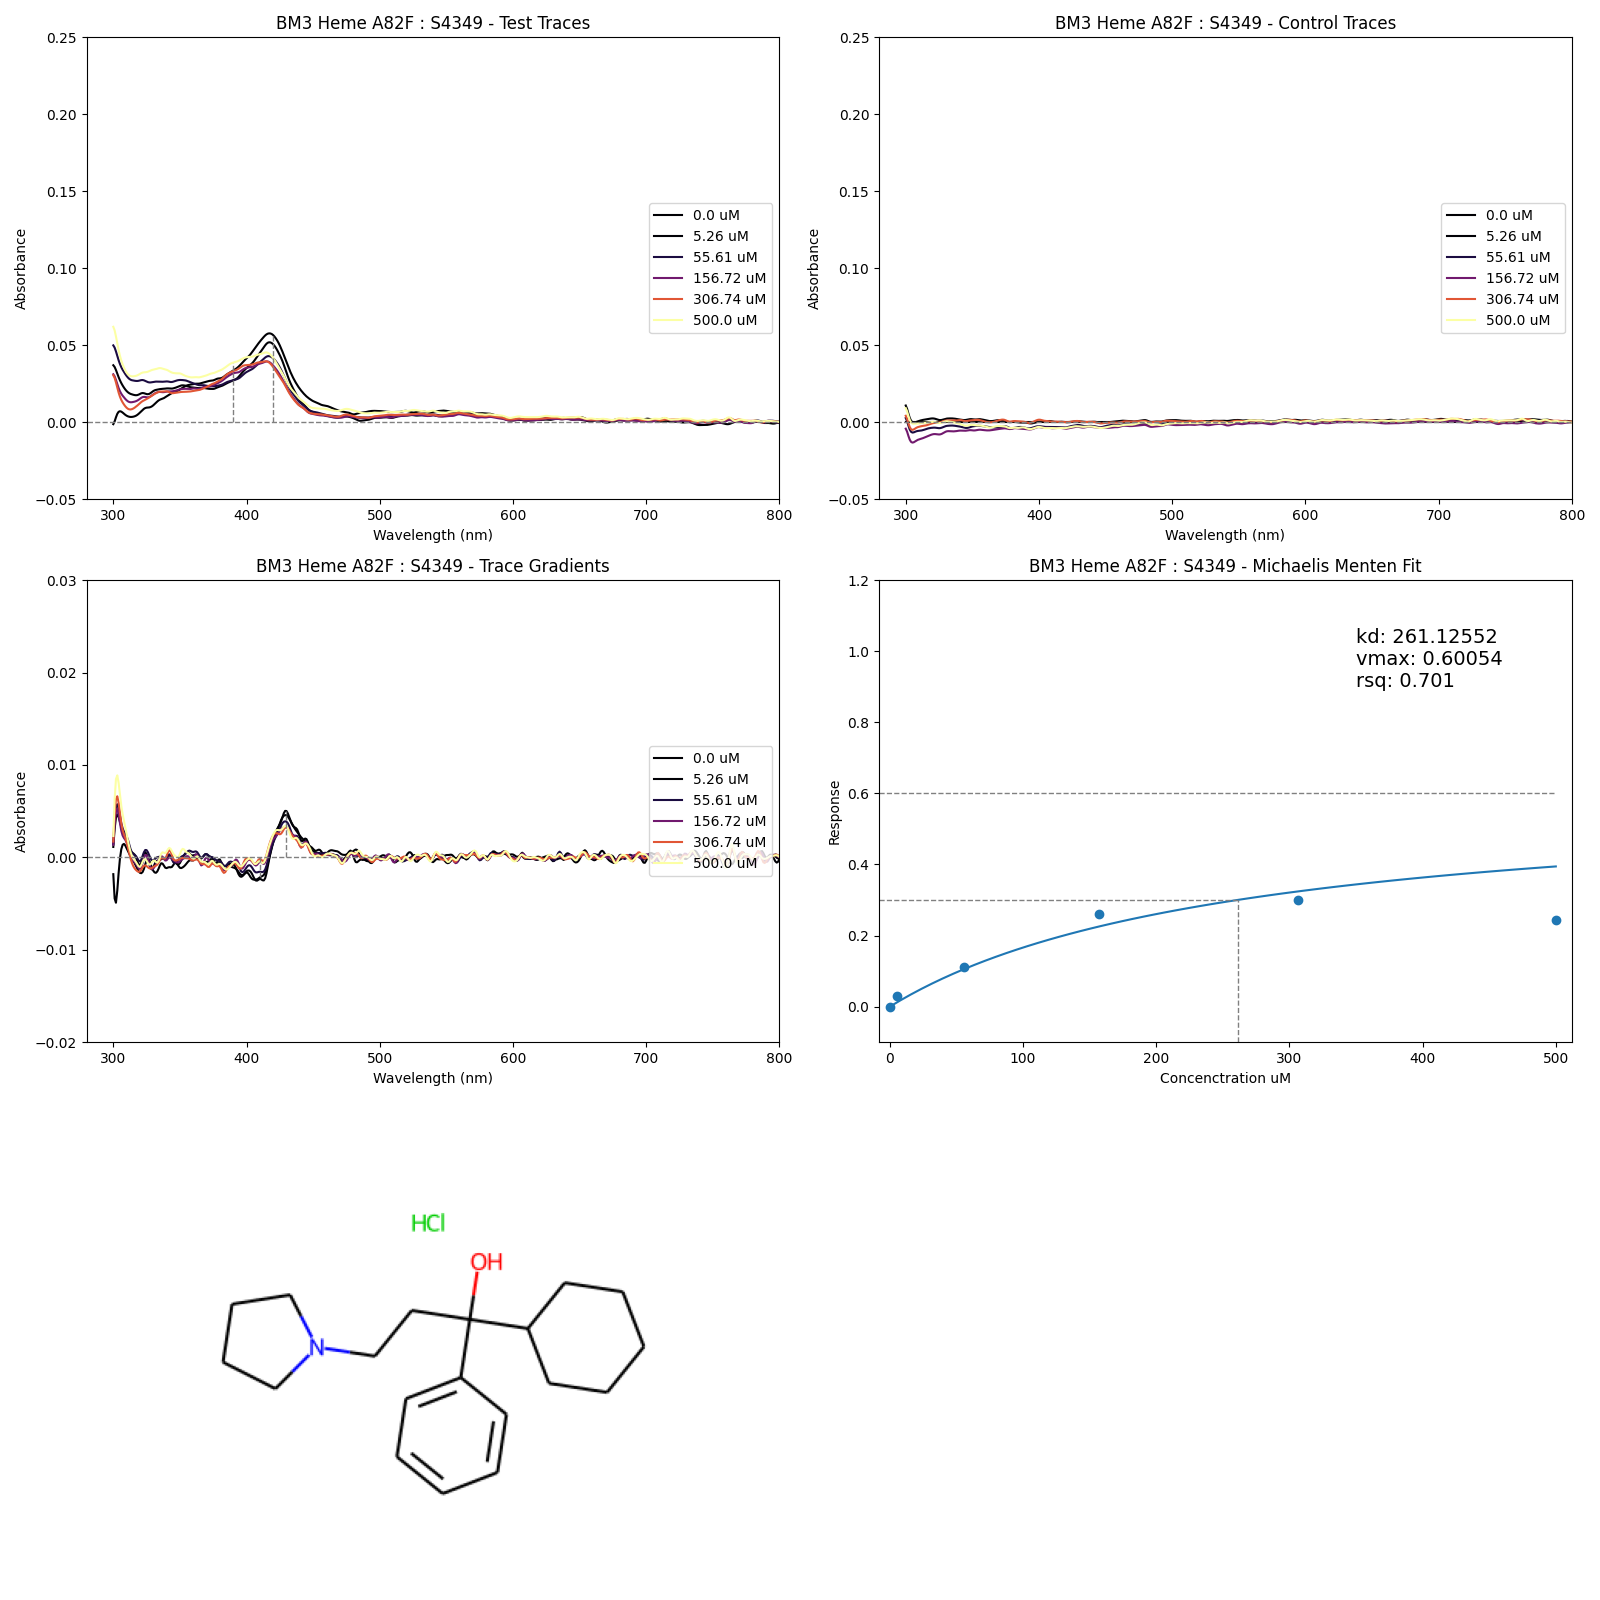 BM3 Heme A82F : S4349 - Test Traces
0.25
0.20
0.15
0.10
0.05
0.00
−0.05
Absorbance
300 400 500 600 700 800
Wavelength (nm)
0.0 uM
5.26 uM
55.61 uM
156.72 uM
306.74 uM
500.0 uM
BM3 Heme A82F : S4349 - Control Traces
0.25
0.20
0.15
0.10
0.05
0.00
−0.05
Absorbance
300 400 500 600 700 800
Wavelength (nm)
0.0 uM
5.26 uM
55.61 uM
156.72 uM
306.74 uM
500.0 uM
BM3 Heme A82F : S4349 - Trace Gradients
0.03
0.02
0.01
0.00
−0.01
−0.02
Absorbance
300 400 500 600 700 800
Wavelength (nm)
0.0 uM
5.26 uM
55.61 uM
156.72 uM
306.74 uM
500.0 uM
BM3 Heme A82F : S4349 - Michaelis Menten Fit
1.2
1.0
0.8
0.6
0.4
0.2
0.0
Response
kd: 261.12552
vmax: 0.60054
rsq: 0.701
0 100 200 300 400 500
Concenctration uM
HCl
OH
N